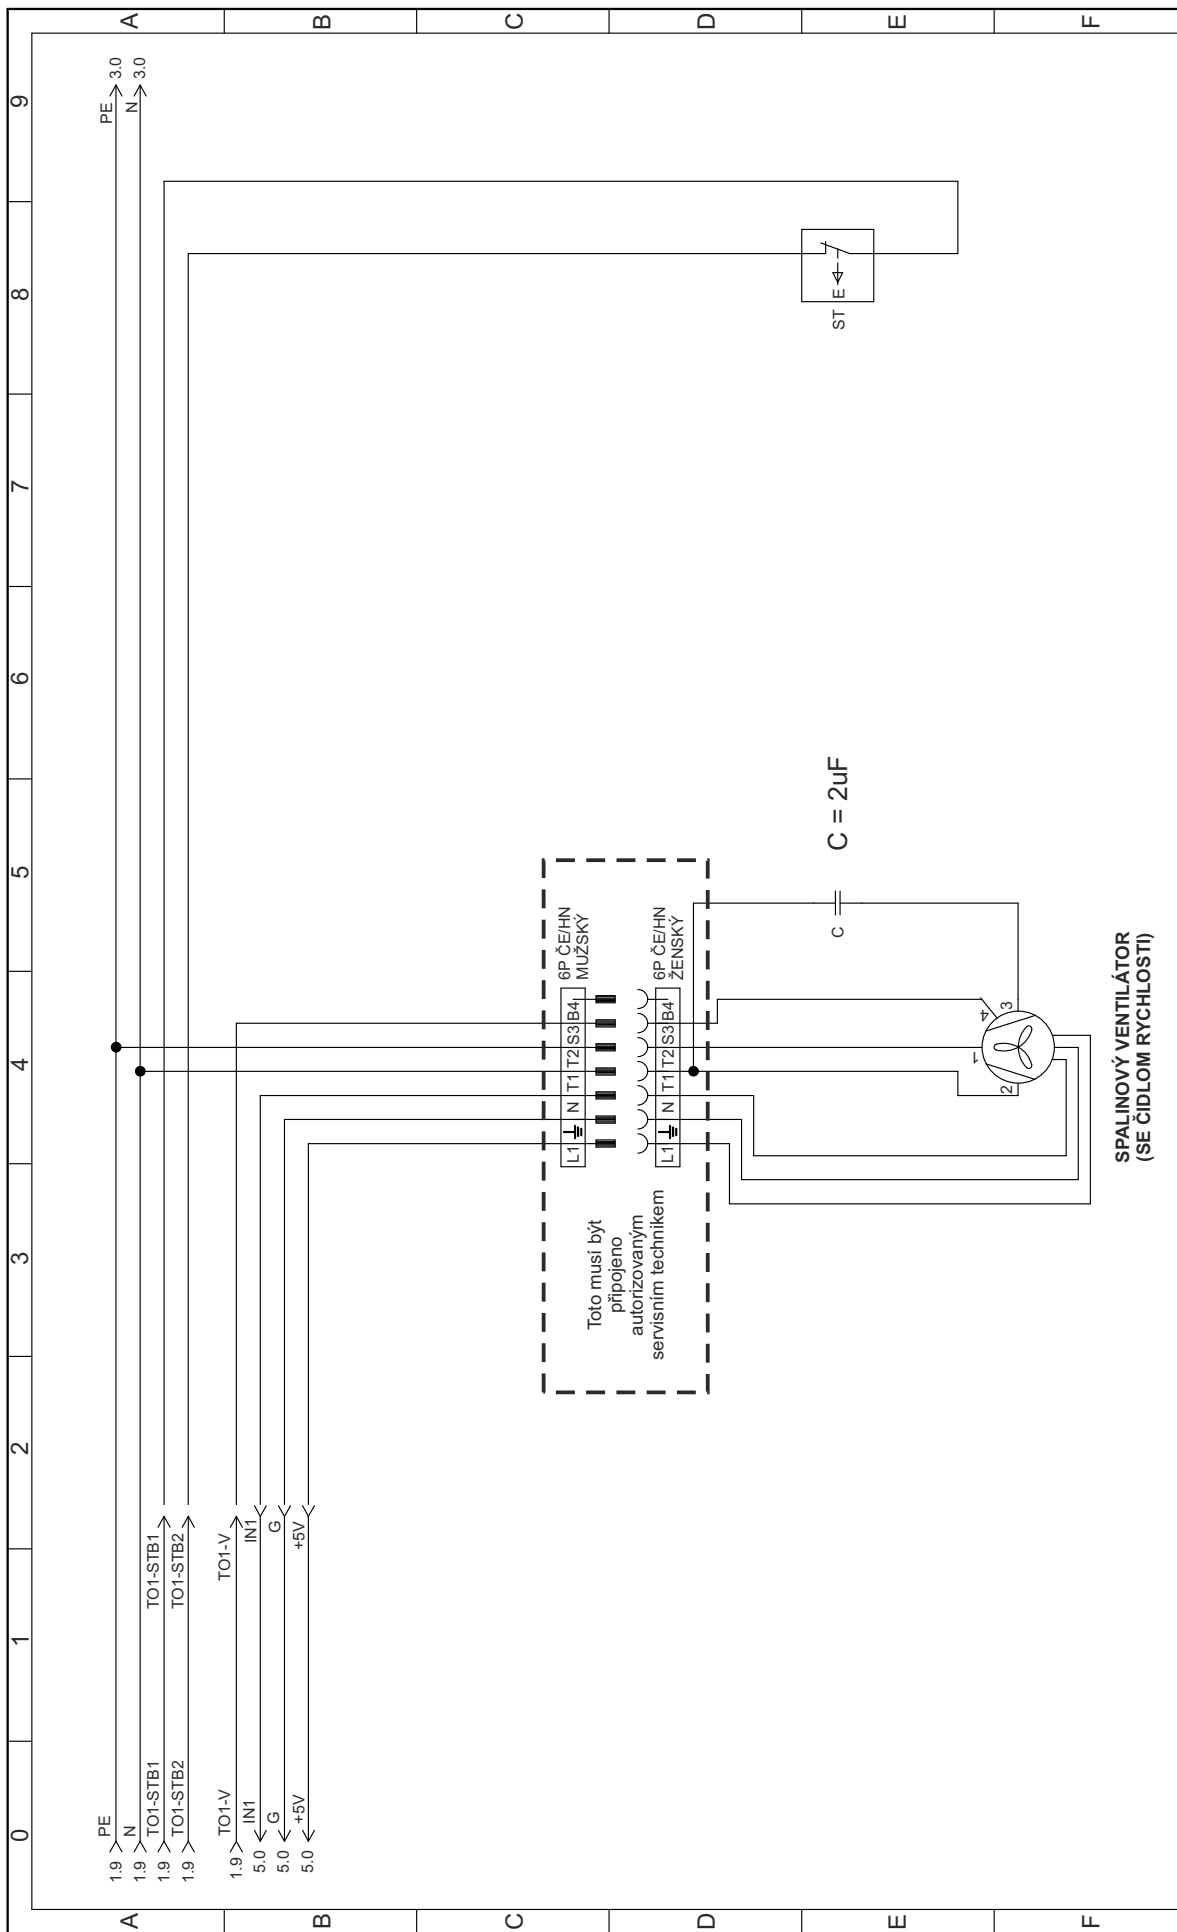 0 1 2 3 4 5 6 7 8 9
A A
1.9 PE PE 3.0
1.9 N N 3.0
1.9 TO1-STB1 TO1-STB1
1.9 TO1-STB2 TO1-STB2
B B
1.9 TO1-V TO1-V
5.0 IN1 IN1
5.0 G G
5.0 +5V +5V
C C
6P ČE/HN
MUŽSKÝ
L1 N T1 T2 S3 B4
Toto musí být
připojeno
autorizovaným
servisním technikem
6P ČE/HN
ŽENSKÝ
L1 N T1 T2 S3 B4
D D
C
C = 2uF
ST E
E E
1
2
3
4
F F
SPALINOVÝ VENTILÁTOR
(SE ČIDLOM RYCHLOSTI)